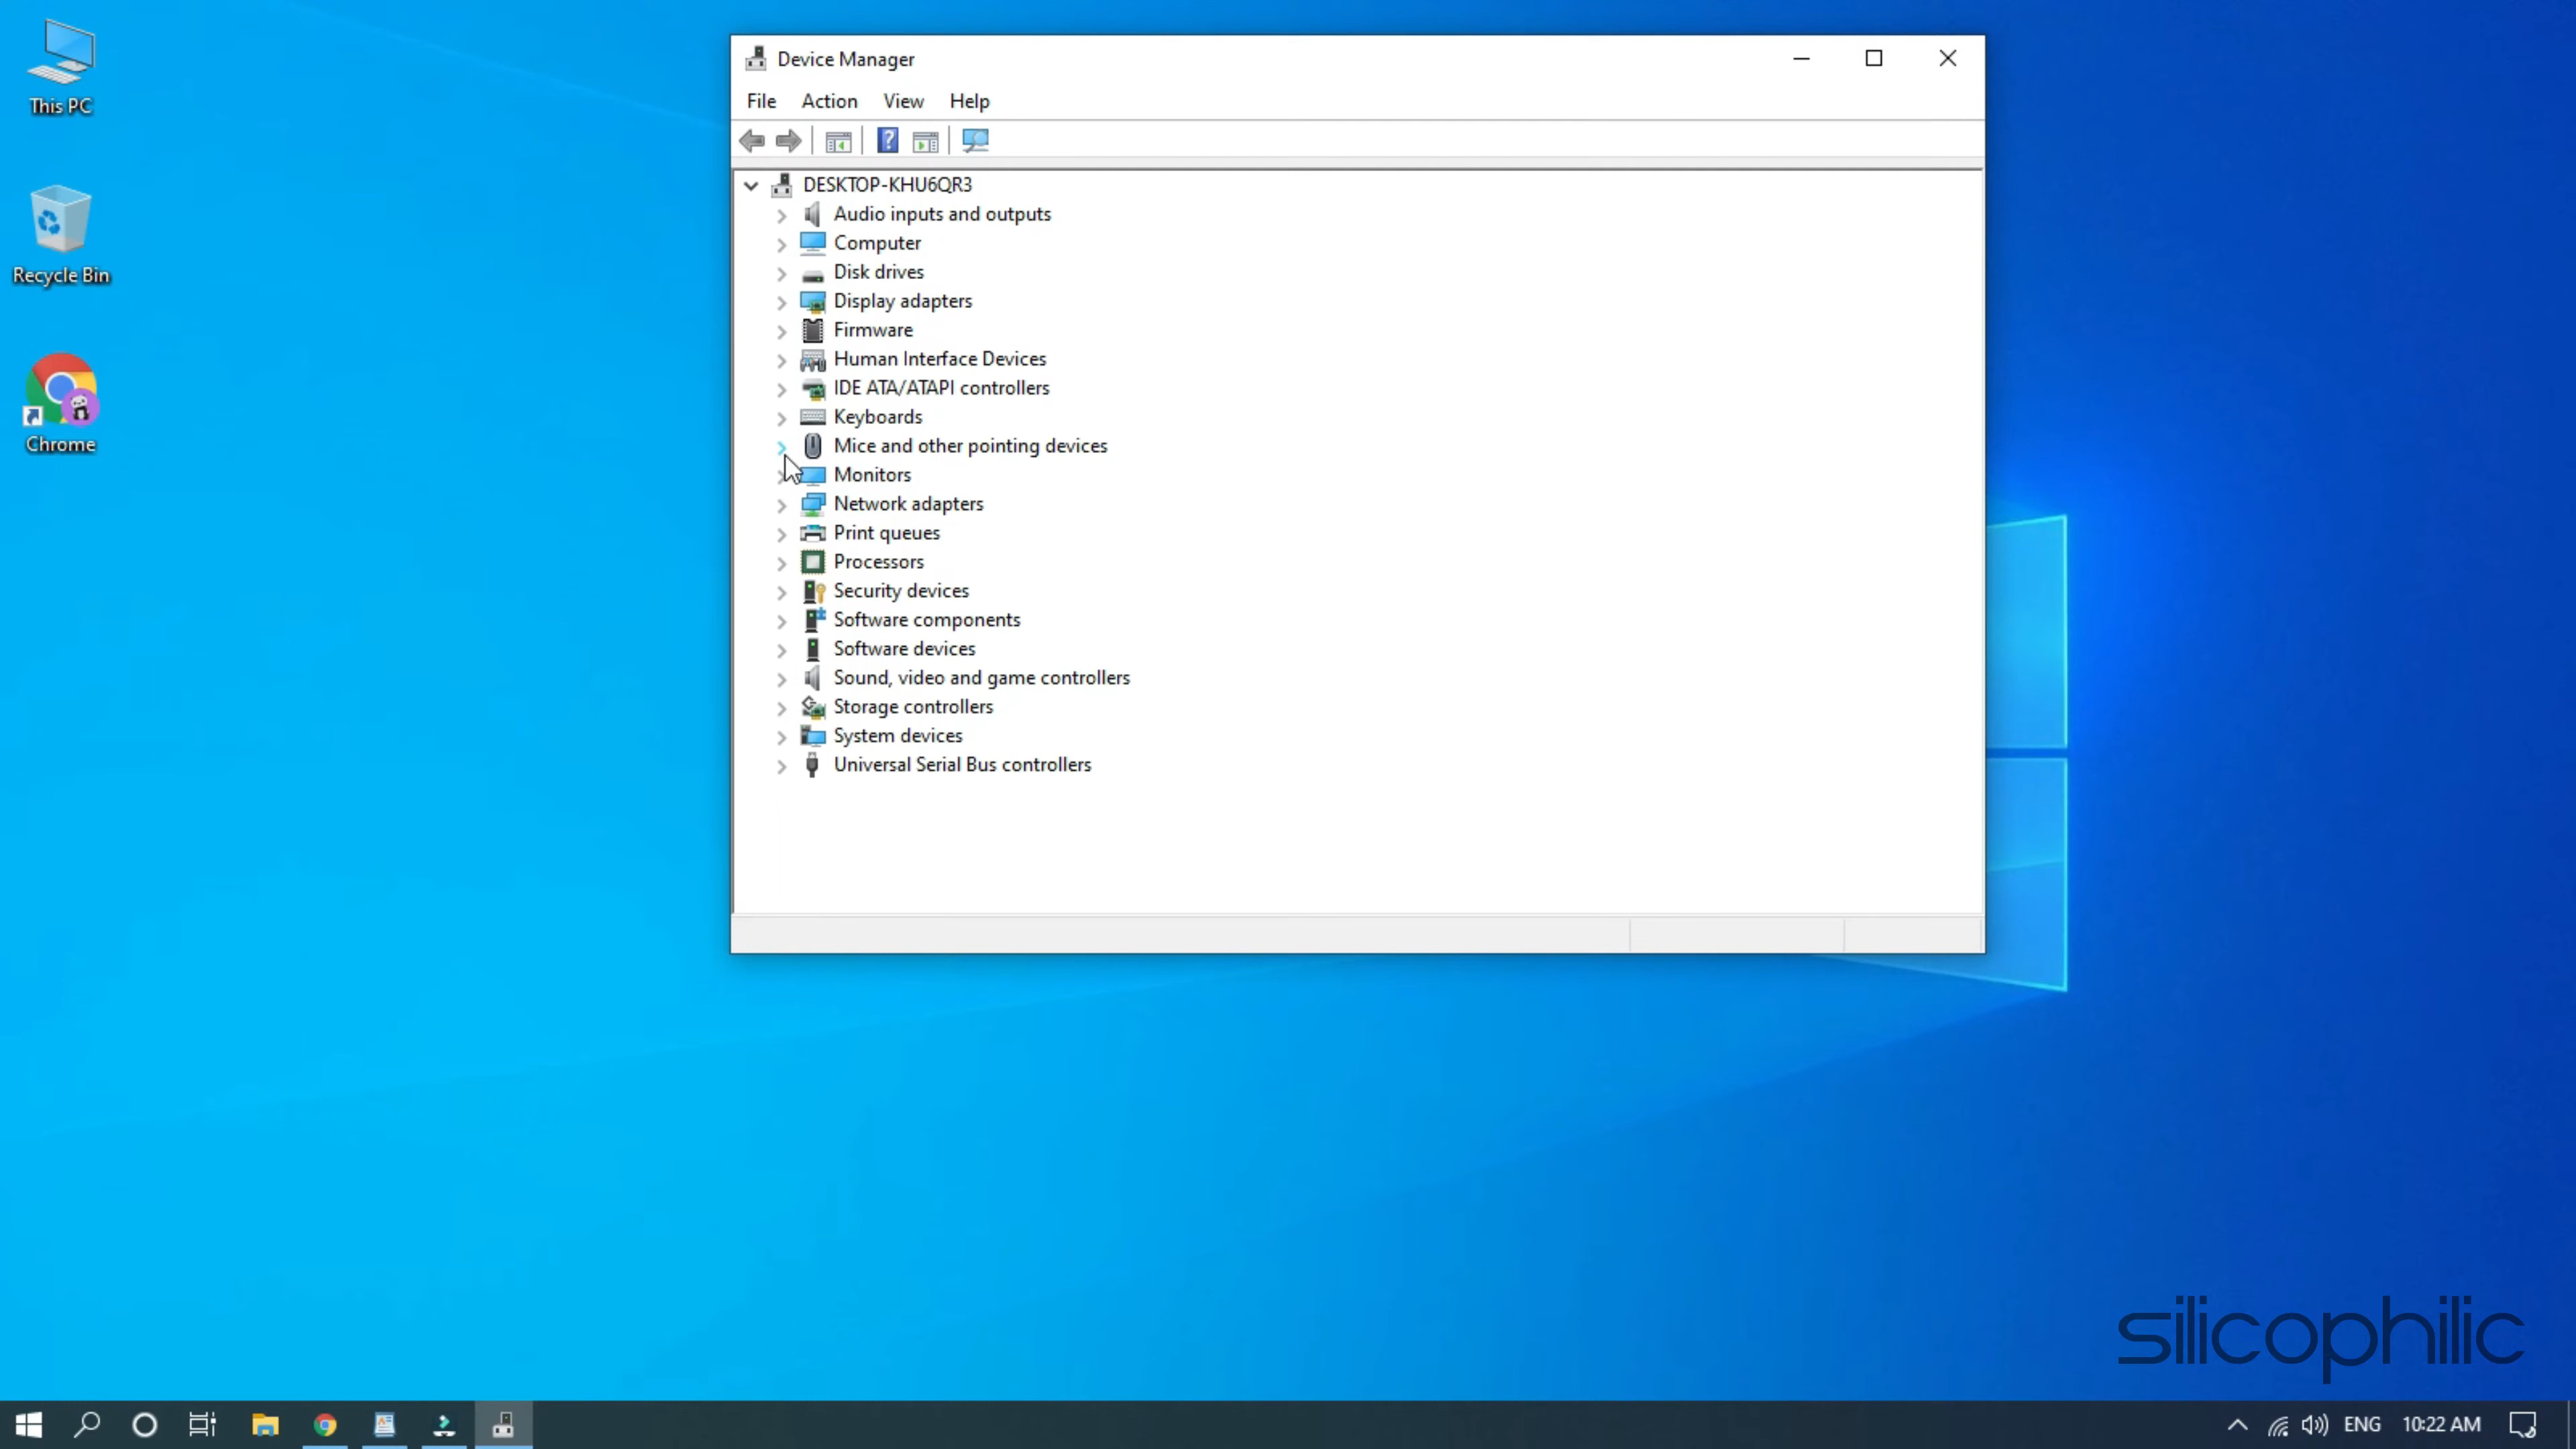 This PC
Recycle Bin
Chrome
Device Manager
File Action View Help
DESKTOP-KHU6QR3
Audio inputs and outputs
Computer
Disk drives
Display adapters
Firmware
Human Interface Devices
IDE ATA/ATAPI controllers
Keyboards
Mice and other pointing devices
Monitors
Network adapters
Print queues
Processors
Security devices
Software components
Software devices
Sound, video and game controllers
Storage controllers
System devices
Universal Serial Bus controllers
silicophilic
ENG 10:22 AM